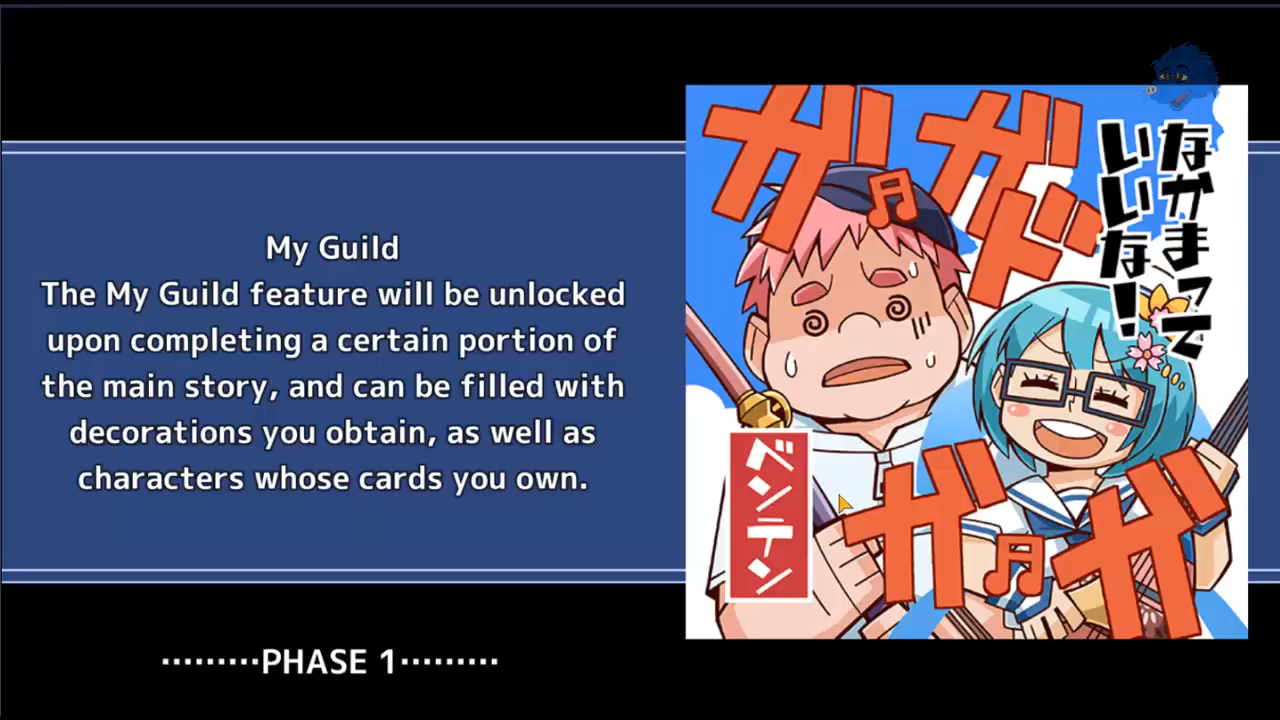 My Guild
The My Guild feature will be unlocked
upon completing a certain portion of
the main story, and can be filled with
decorations you obtain, as well as
characters whose cards you own.
·········PHASE 1·········
なかまって
いいな!
ガ ガド
ベンテン
ガ ガ